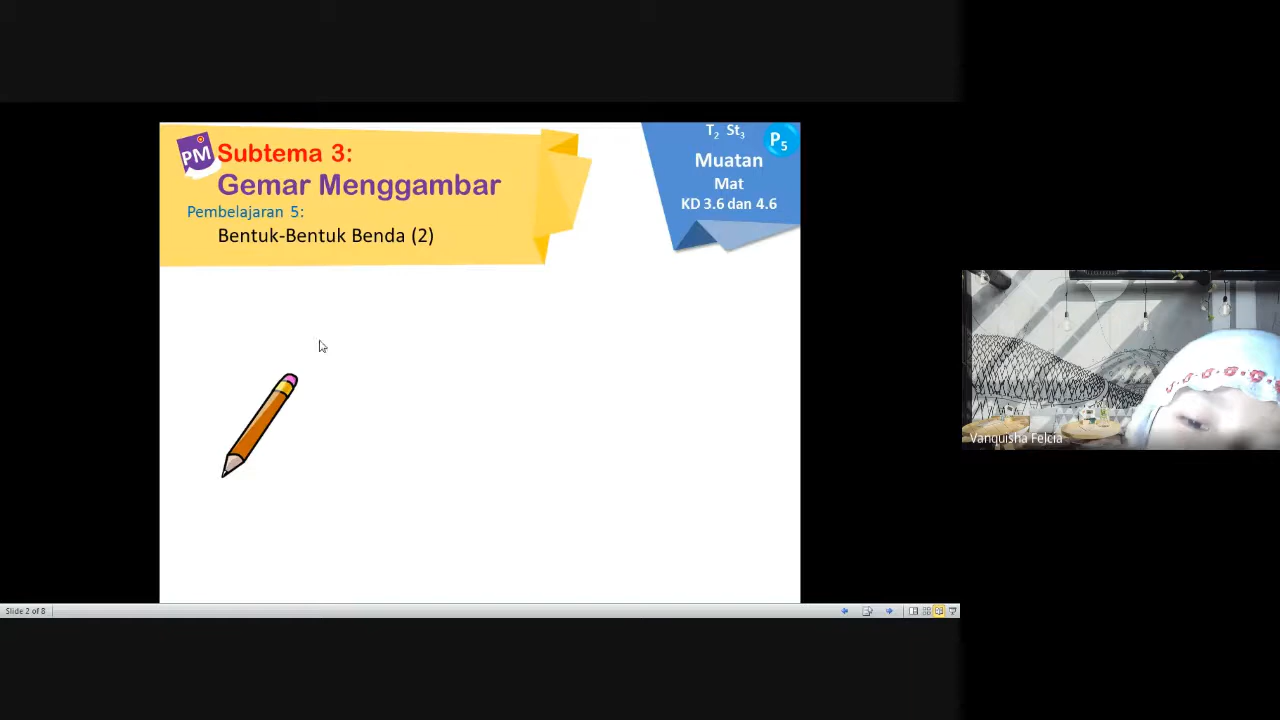 PM
Subtema 3:
Gemar Menggambar
Pembelajaran 5:
Bentuk-Bentuk Benda (2)
T2 St3
P5
Muatan
Mat
KD 3.6 dan 4.6
Vanquisha Felcia
Slide 2 of 8